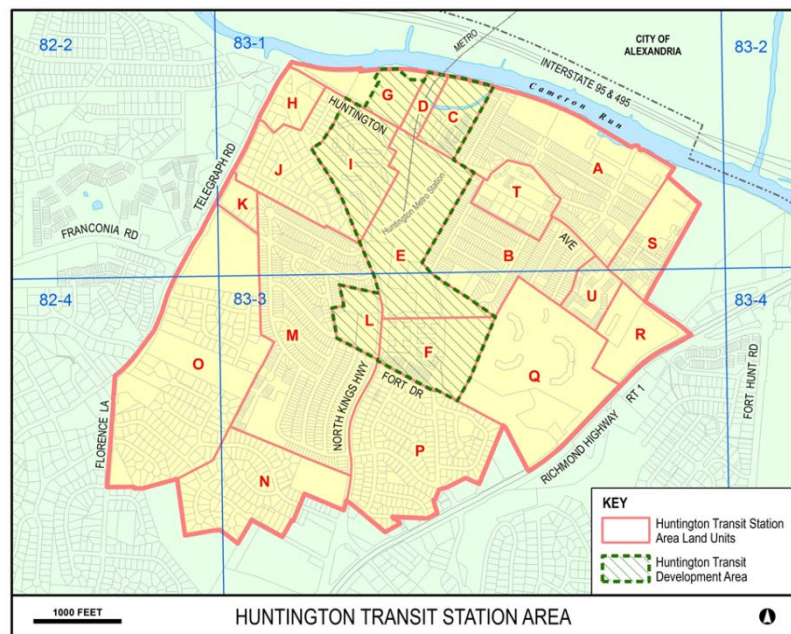 82-2
83-1
METRO
CITY OF
ALEXANDRIA
83-2
INTERSTATE 95 & 495
Cameron Run
H
G
D
C
HUNTINGTON
TELEGRAPH RD
J
I
A
T
Huntington Metro Station
K
FRANCONIA RD
E
B
AVE
S
82-4
83-3
83-4
U
L
M
F
R
O
Q
FORT DR
NORTH KINGS HWY
FORT HUNT RD
FLORENCE LA
RICHMOND HIGHWAY RT 1
P
N
KEY
Huntington Transit Station
Area Land Units
Huntington Transit
Development Area
1000 FEET
HUNTINGTON TRANSIT STATION AREA